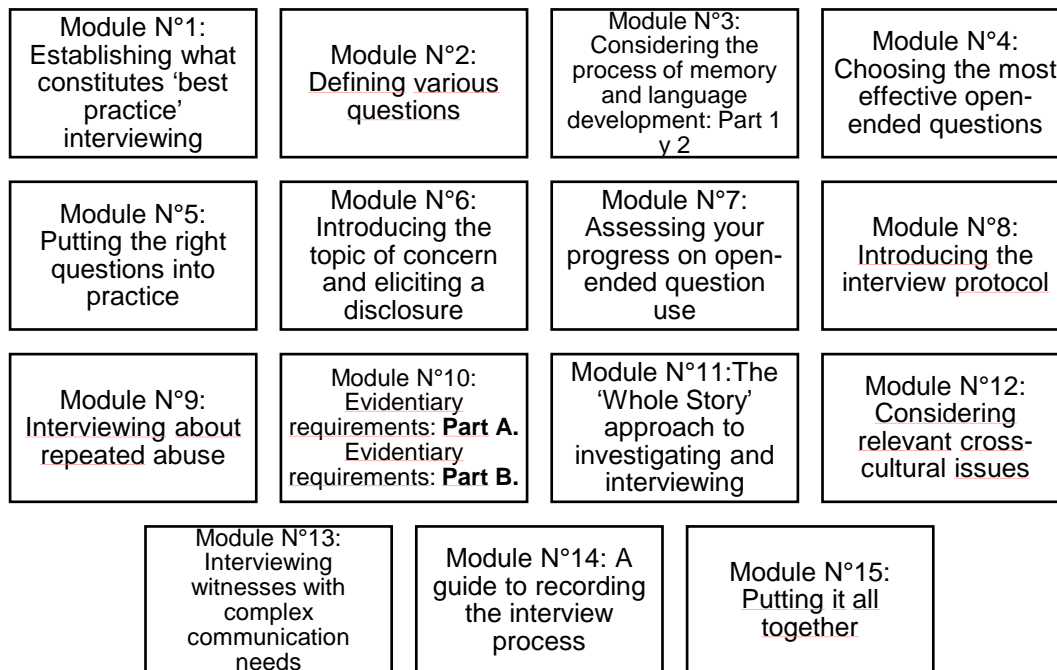 Module N°1:
Establishing what
constitutes ‘best
practice’
interviewing
Module N°2:
Defining various
questions
Module N°3:
Considering the
process of memory
and language
development: Part 1
y 2
Module N°4:
Choosing the most
effective open-
ended questions
Module N°5:
Putting the right
questions into
practice
Module N°6:
Introducing the
topic of concern
and eliciting a
disclosure
Module N°7:
Assessing your
progress on open-
ended question
use
Module N°8:
Introducing the
interview protocol
Module N°9:
Interviewing about
repeated abuse
Module N°10:
Evidentiary
requirements: Part A.
Evidentiary
requirements: Part B.
Module N°11:The
‘Whole Story’
approach to
investigating and
interviewing
Module N°12:
Considering
relevant cross-
cultural issues
Module N°13:
Interviewing
witnesses with
complex
communication
needs
Module N°14: A
guide to recording
the interview
process
Module N°15:
Putting it all
together